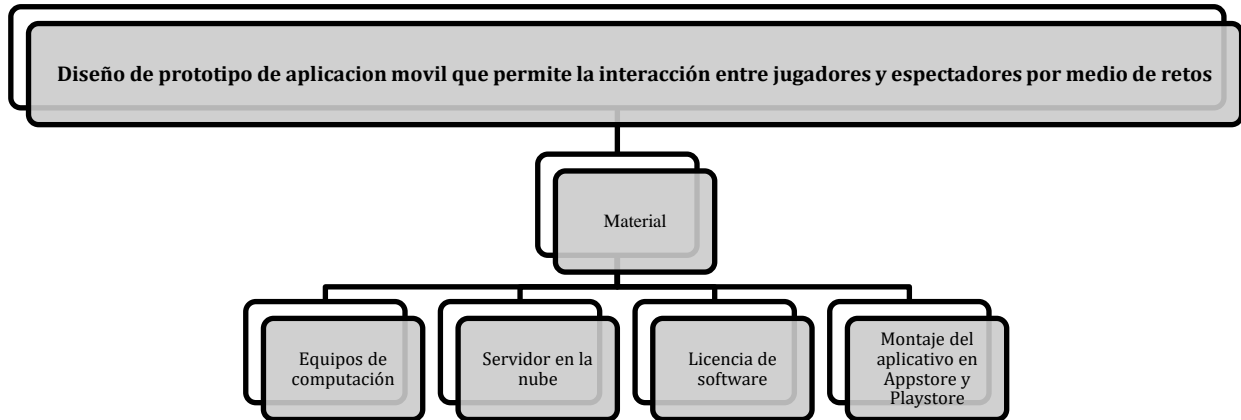 Diseño de prototipo de aplicacion movil que permite la interacción entre jugadores y espectadores por medio de retos
Material
Equipos de
computación
Servidor en la
nube
Licencia de
software
Montaje del
aplicativo en
Appstore y
Playstore